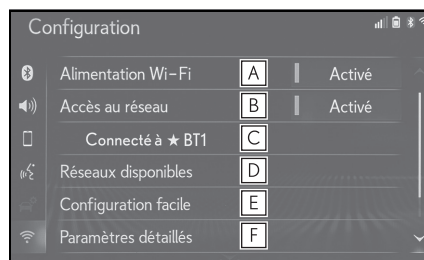 Configuration
Alimentation Wi-Fi A Activé
Accès au réseau B Activé
Connecté à ★ BT1 C
Réseaux disponibles D
Configuration facile E
Paramètres détaillés F